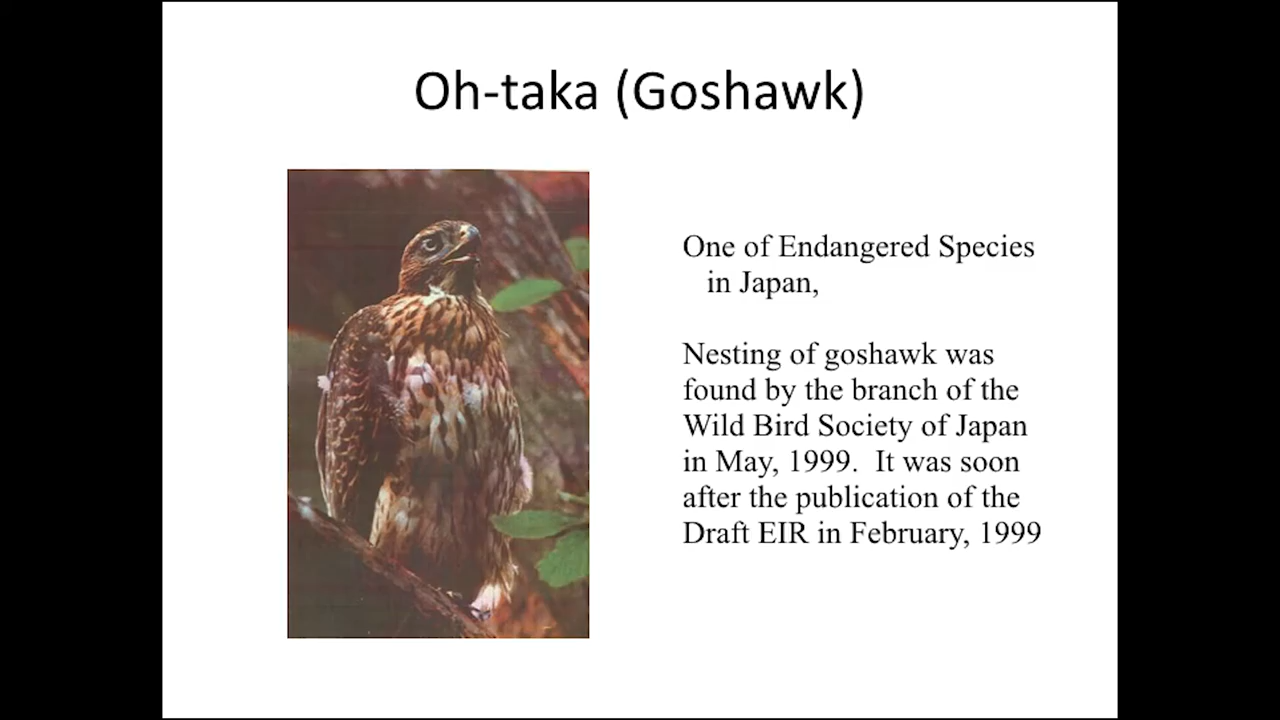 Oh-taka (Goshawk)
One of Endangered Species
in Japan,
Nesting of goshawk was
found by the branch of the
Wild Bird Society of Japan
in May, 1999. It was soon
after the publication of the
Draft EIR in February, 1999